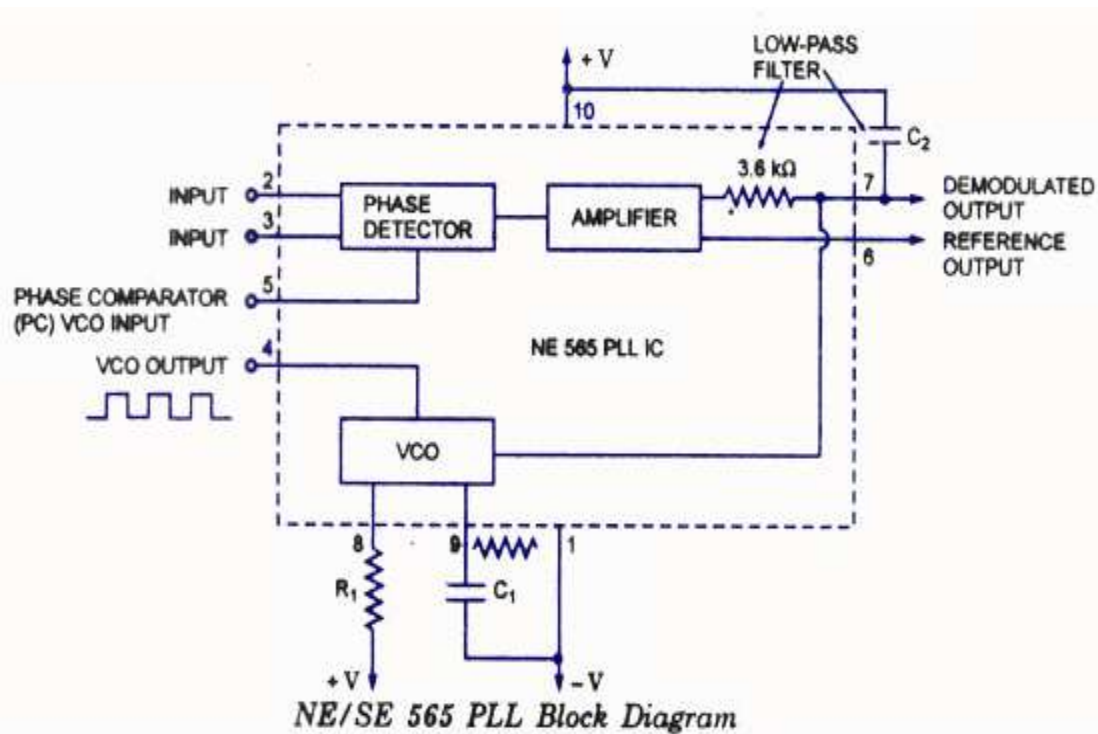 + V
LOW-PASS
FILTER
10
C2
3.6 kΩ
2
INPUT
PHASE
DETECTOR
AMPLIFIER
7
DEMODULATED
OUTPUT
3
INPUT
6
REFERENCE
OUTPUT
5
PHASE COMPARATOR
(PC) VCO INPUT
NE 565 PLL IC
4
VCO OUTPUT
VCO
8
9
1
R1
C1
+V
-V
NE/SE 565 PLL Block Diagram